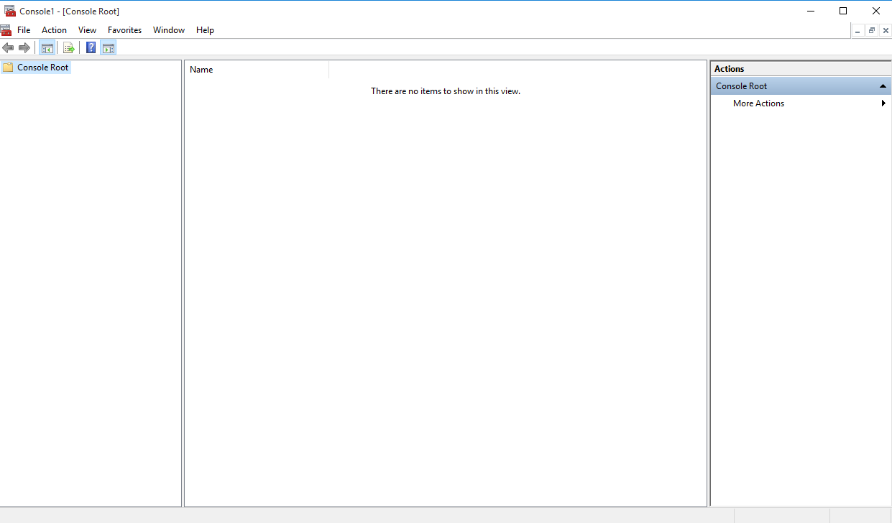 Console1 - [Console Root]
File Action View Favorites Window Help
Console Root
Name
There are no items to show in this view.
Actions
Console Root
More Actions